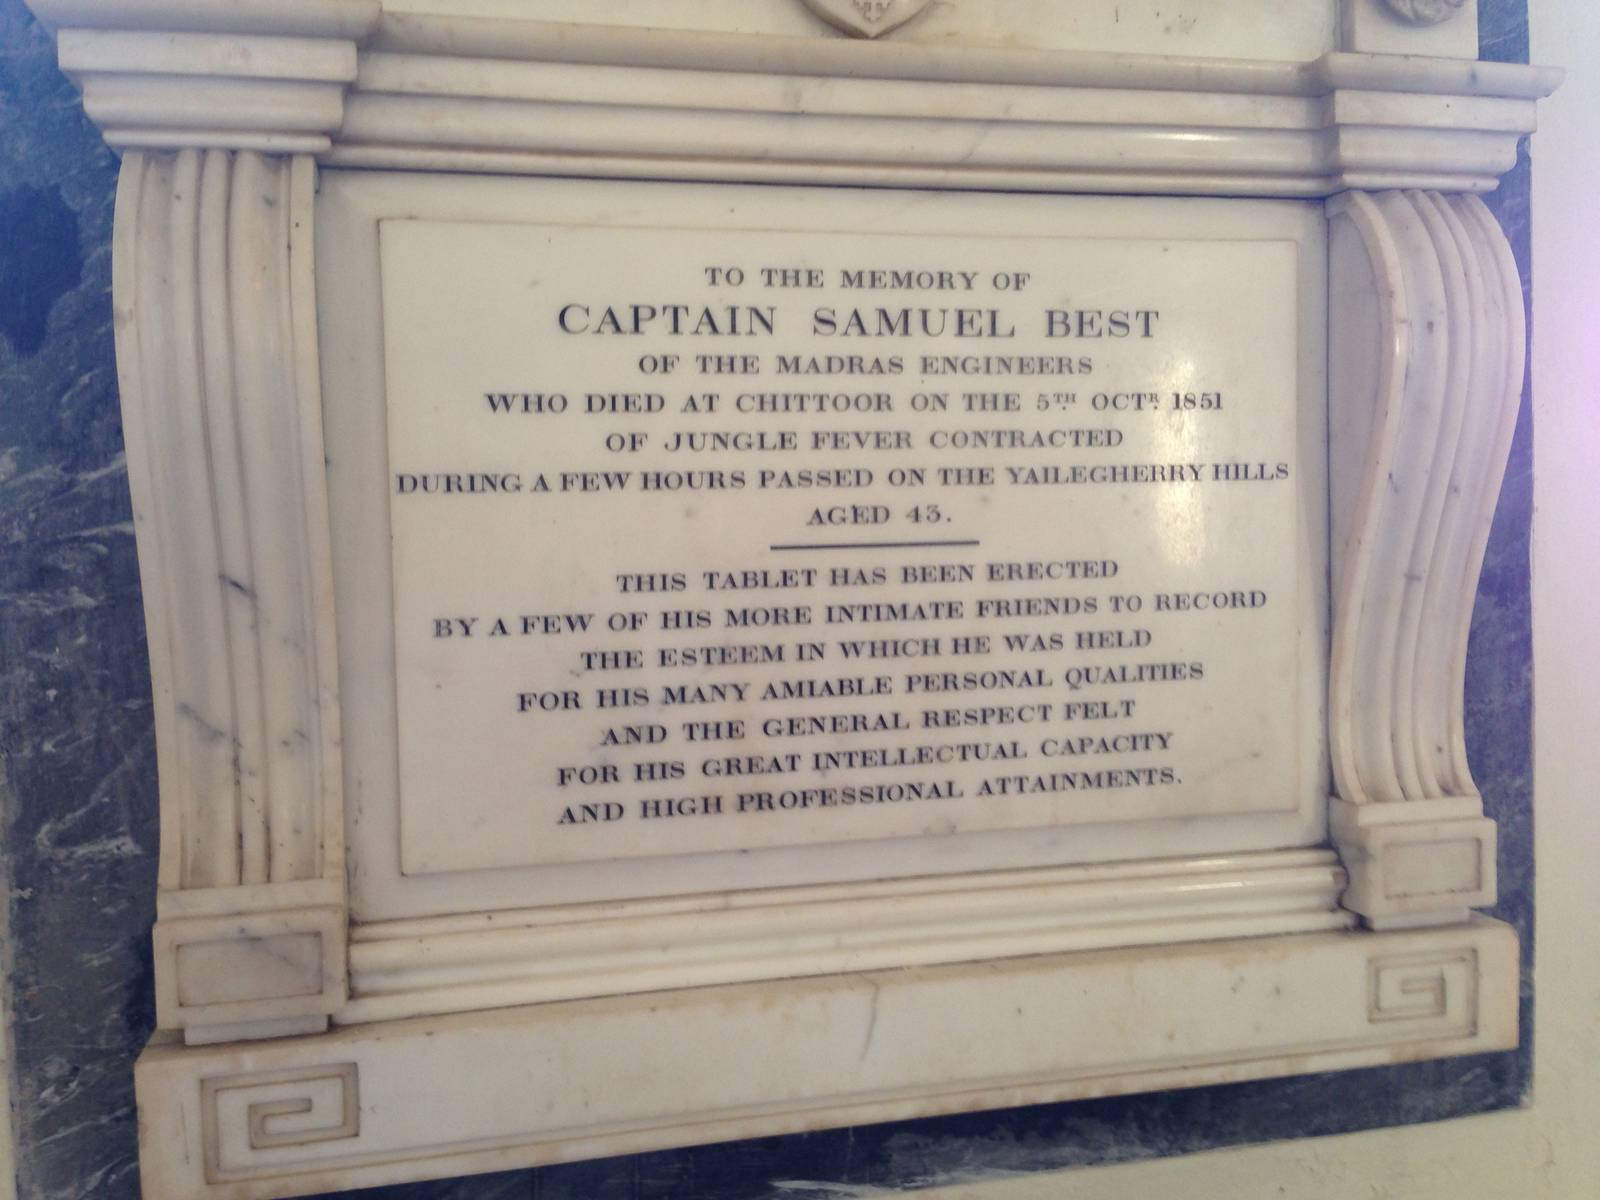 TO THE MEMORY OF
CAPTAIN SAMUEL BEST
OF THE MADRAS ENGINEERS
WHO DIED AT CHITTOOR ON THE 5TH OCTR. 1851
OF JUNGLE FEVER CONTRACTED
DURING A FEW HOURS PASSED ON THE YAILEGHERRY HILLS
AGED 43.
THIS TABLET HAS BEEN ERECTED
BY A FEW OF HIS MORE INTIMATE FRIENDS TO RECORD
THE ESTEEM IN WHICH HE WAS HELD
FOR HIS MANY AMIABLE PERSONAL QUALITIES
AND THE GENERAL RESPECT FELT
FOR HIS GREAT INTELLECTUAL CAPACITY
AND HIGH PROFESSIONAL ATTAINMENTS.